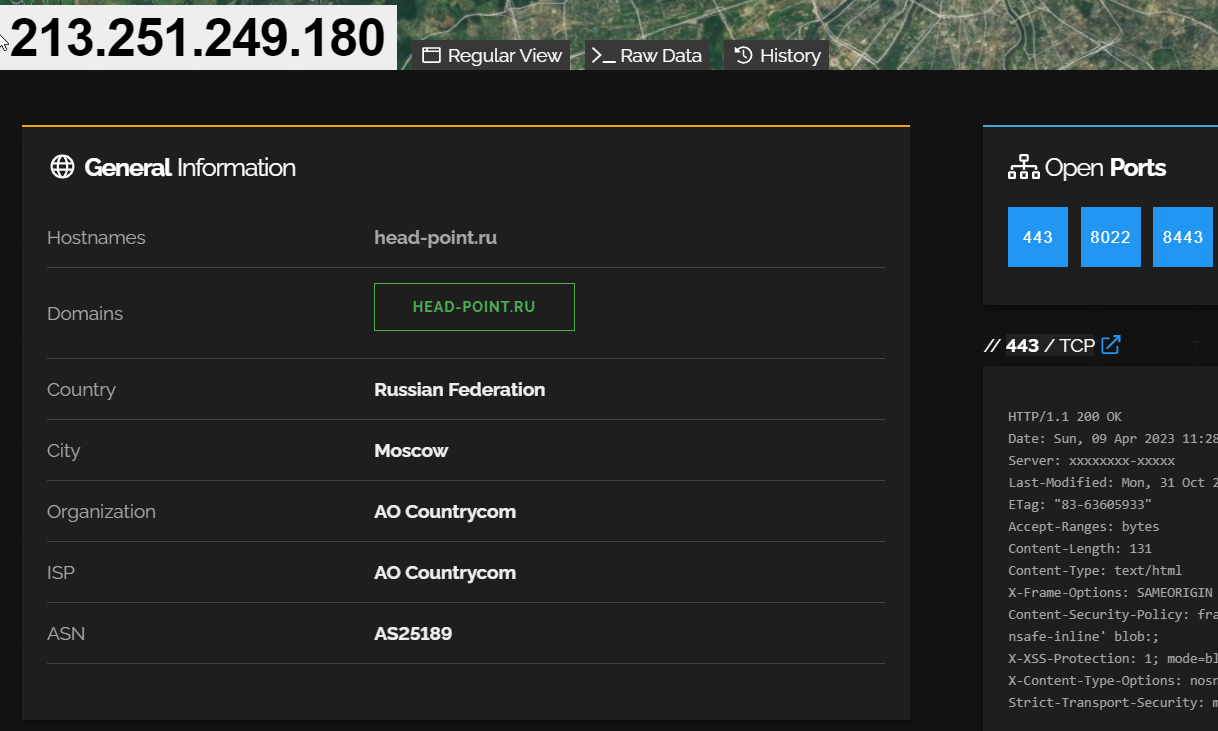 213.251.249.180
Regular View
Raw Data
History
General Information
Hostnames head-point.ru
Domains HEAD-POINT.RU
Country Russian Federation
City Moscow
Organization AO Countrycom
ISP AO Countrycom
ASN AS25189
Open Ports
443 8022 8443
// 443 / TCP
HTTP/1.1 200 OK
Date: Sun, 09 Apr 2023 11:28
Server: xxxxxxxx-xxxxx
Last-Modified: Mon, 31 Oct 2
ETag: "83-63605933"
Accept-Ranges: bytes
Content-Length: 131
Content-Type: text/html
X-Frame-Options: SAMEORIGIN
Content-Security-Policy: fra
nsafe-inline' blob:;
X-XSS-Protection: 1; mode=bl
X-Content-Type-Options: nosn
Strict-Transport-Security: m